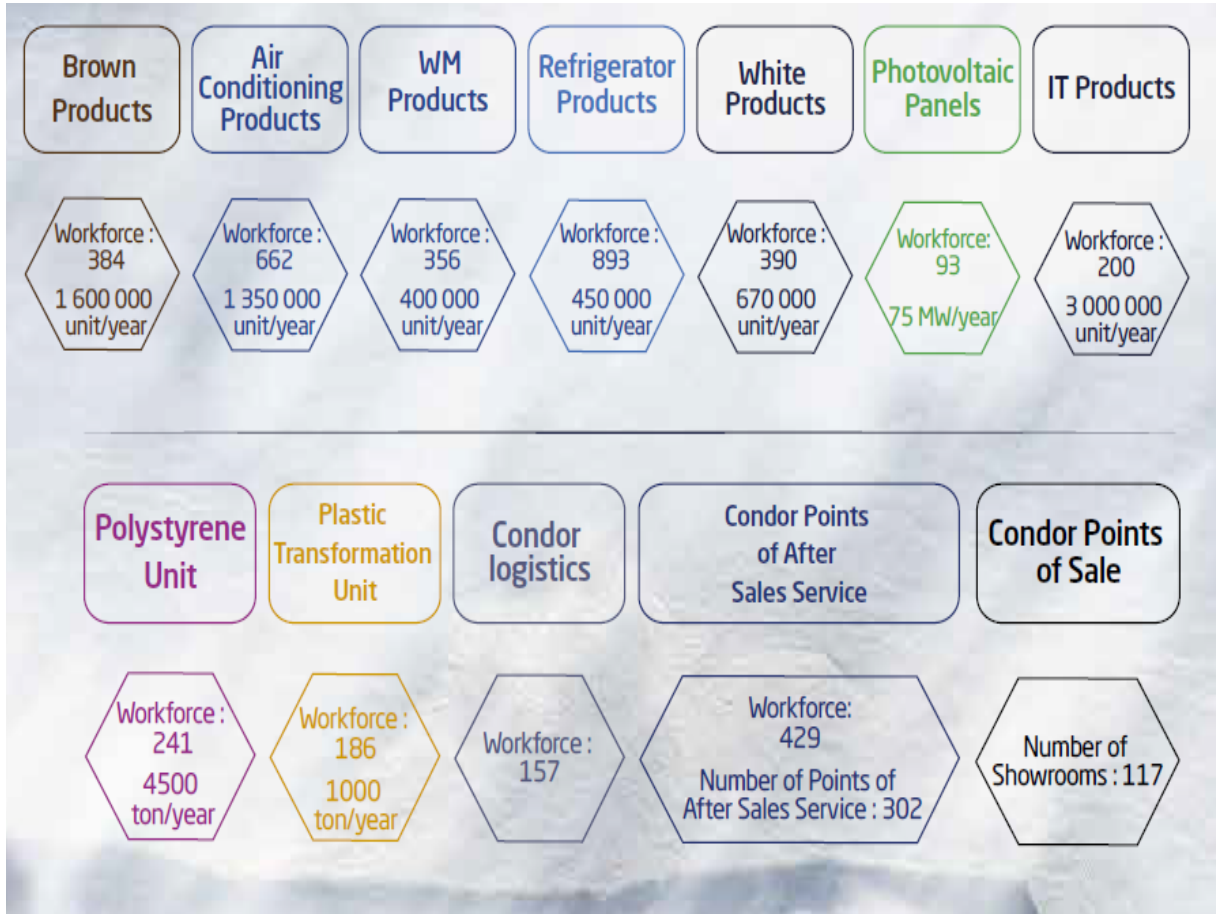 Brown
Products
Air
Conditioning
Products
WM
Products
Refrigerator
Products
White
Products
Photovoltaic
Panels
IT Products
Workforce :
384
1 600 000
unit/year
Workforce :
662
1 350 000
unit/year
Workforce :
356
400 000
unit/year
Workforce :
893
450 000
unit/year
Workforce :
390
670 000
unit/year
Workforce:
93
75 MW/year
Workforce :
200
3 000 000
unit/year
Polystyrene
Unit
Plastic
Transformation
Unit
Condor
logistics
Condor Points
of After
Sales Service
Condor Points
of Sale
Workforce :
241
4500
ton/year
Workforce :
186
1000
ton/year
Workforce :
157
Workforce:
429
Number of Points of
After Sales Service : 302
Number of
Showrooms : 117